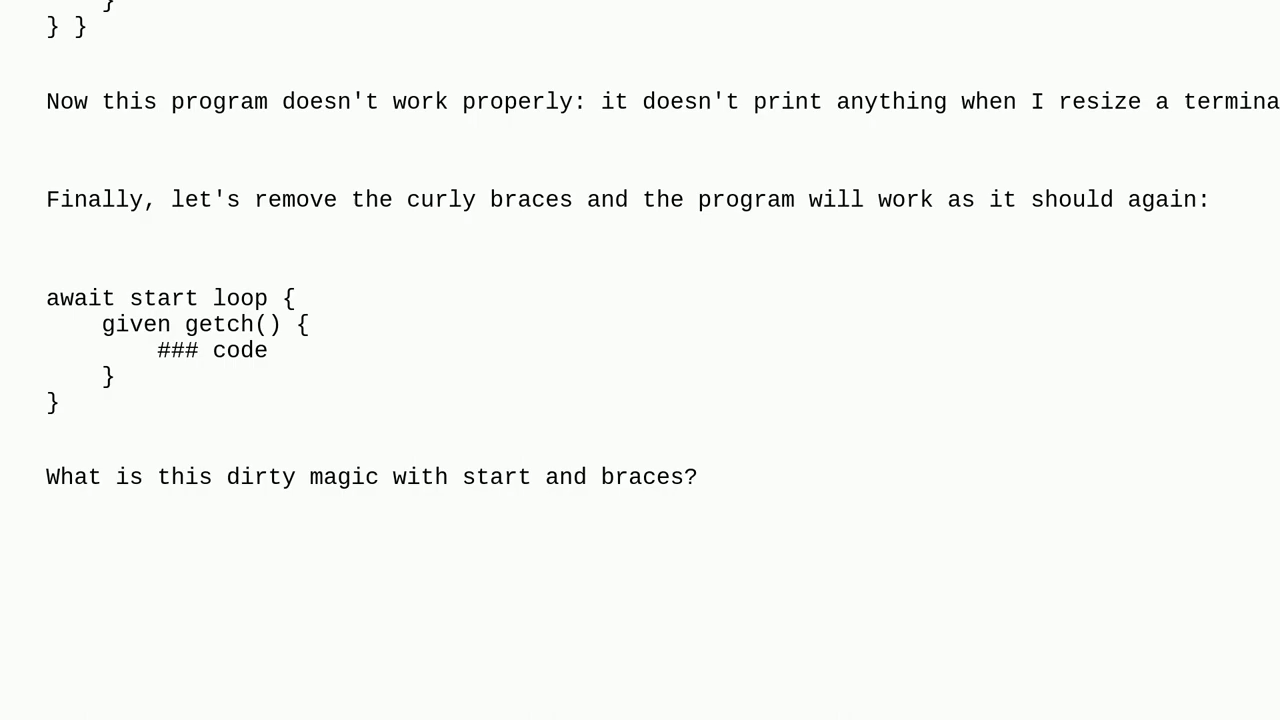 }
} }
Now this program doesn't work properly: it doesn't print anything when I resize a termina
Finally, let's remove the curly braces and the program will work as it should again:
await start loop {
    given getch() {
        ### code
    }
}
What is this dirty magic with start and braces?